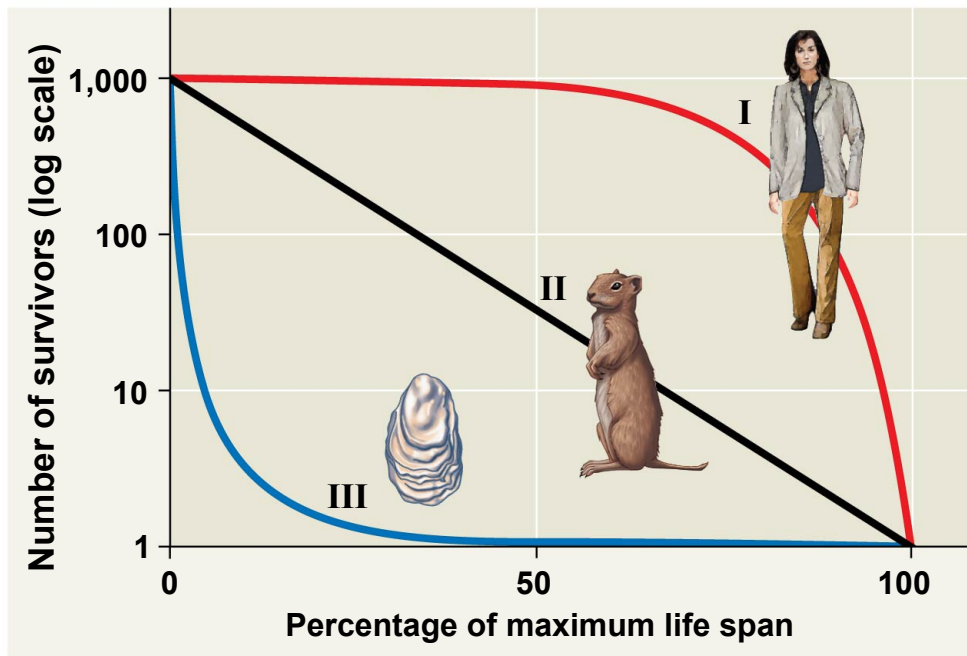 Number of survivors (log scale)
1,000
100
10
1
I
II
III
0
50
100
Percentage of maximum life span